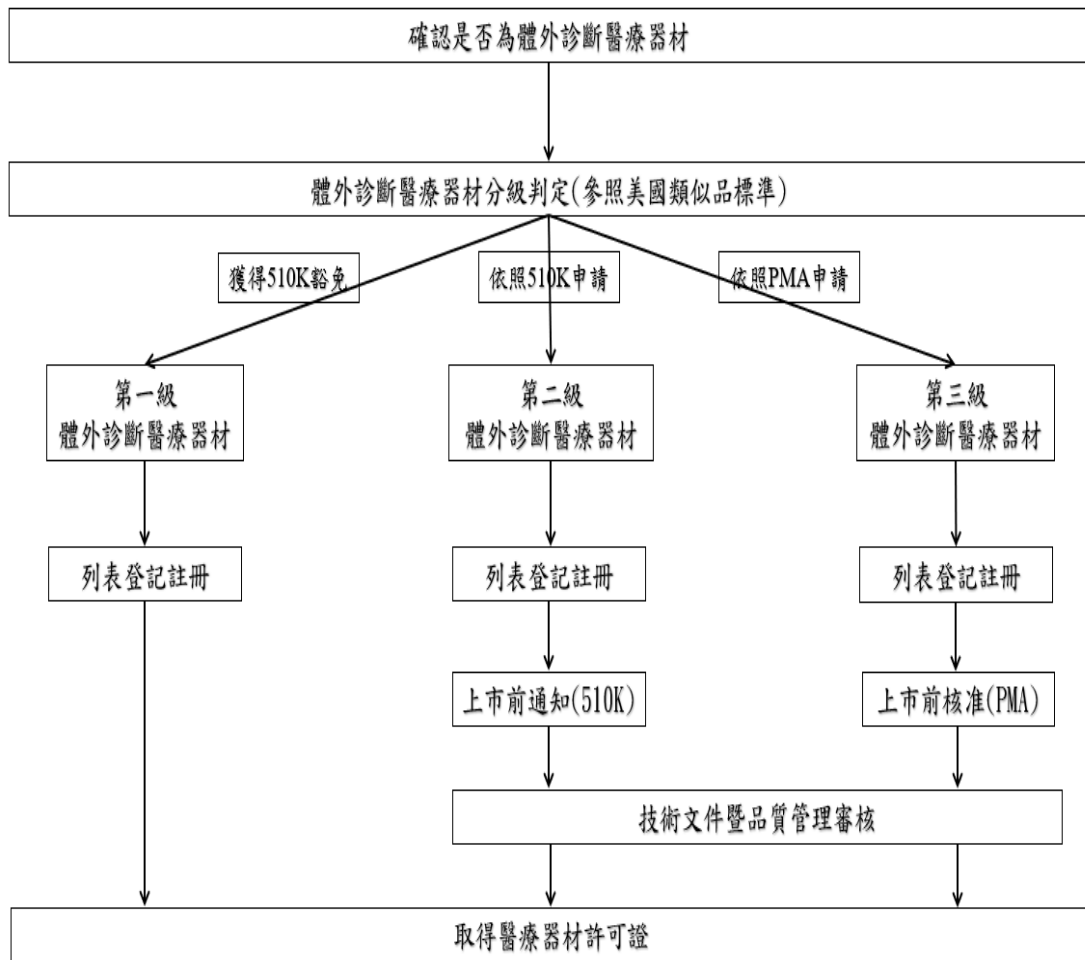 確認是否為體外診斷醫療器材
體外診斷醫療器材分級判定(參照美國類似品標準)
獲得510K豁免
依照510K申請
依照PMA申請
第一級
體外診斷醫療器材
第二級
體外診斷醫療器材
第三級
體外診斷醫療器材
列表登記註冊
列表登記註冊
列表登記註冊
上市前通知(510K)
上市前核准(PMA)
技術文件暨品質管理審核
取得醫療器材許可證